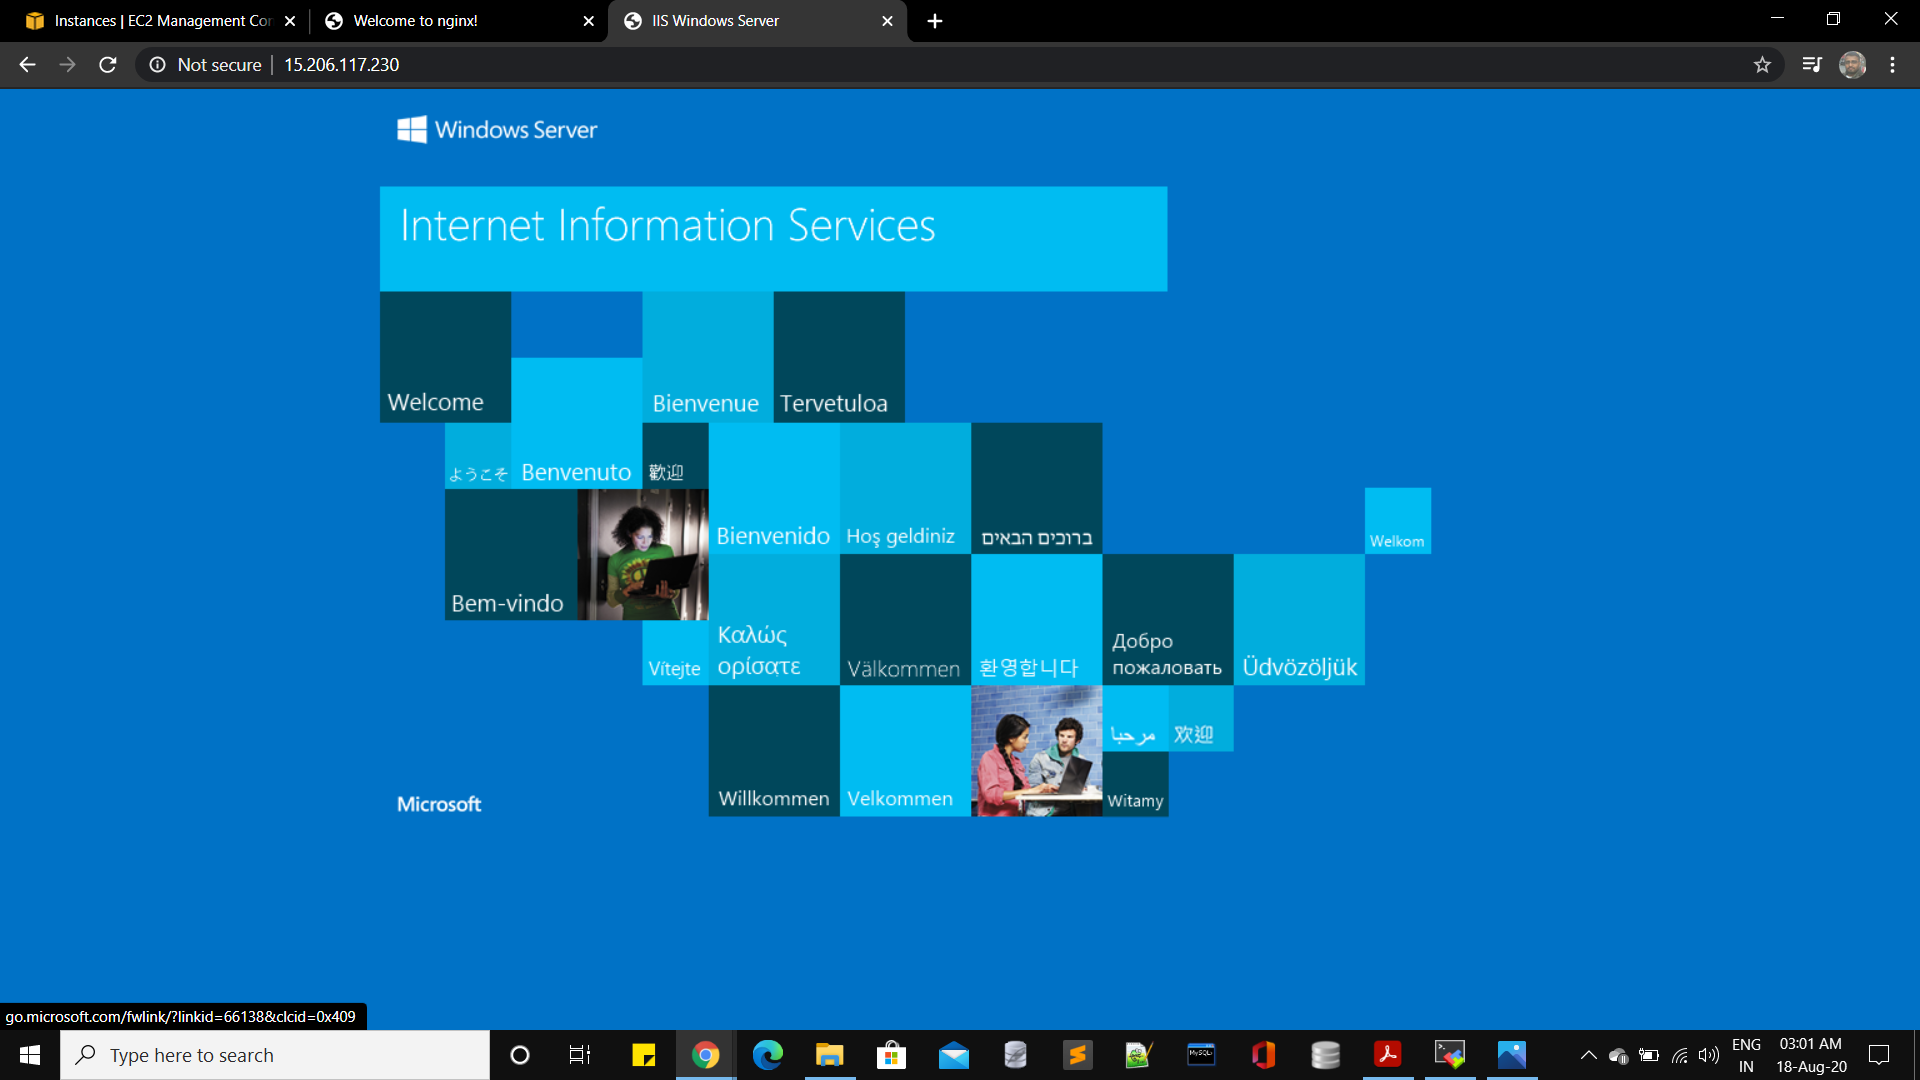 Instances | EC2 Management Con
Welcome to nginx!
IIS Windows Server
Not secure
15.206.117.230
Windows Server
Internet Information Services
Welcome
Bienvenue
Tervetuloa
ようこそ
Benvenuto
歡迎
Bienvenido
Hoş geldiniz
ברוכים הבאים
Welkom
Bem-vindo
Vítejte
Καλώς
ορίσατε
Välkommen
환영합니다
Добро
пожаловать
Üdvözöljük
مرحبا
欢迎
Microsoft
Willkommen
Velkommen
Witamy
go.microsoft.com/fwlink/?linkid=66138&clcid=0x409
Type here to search
ENG
IN
03:01 AM
18-Aug-20